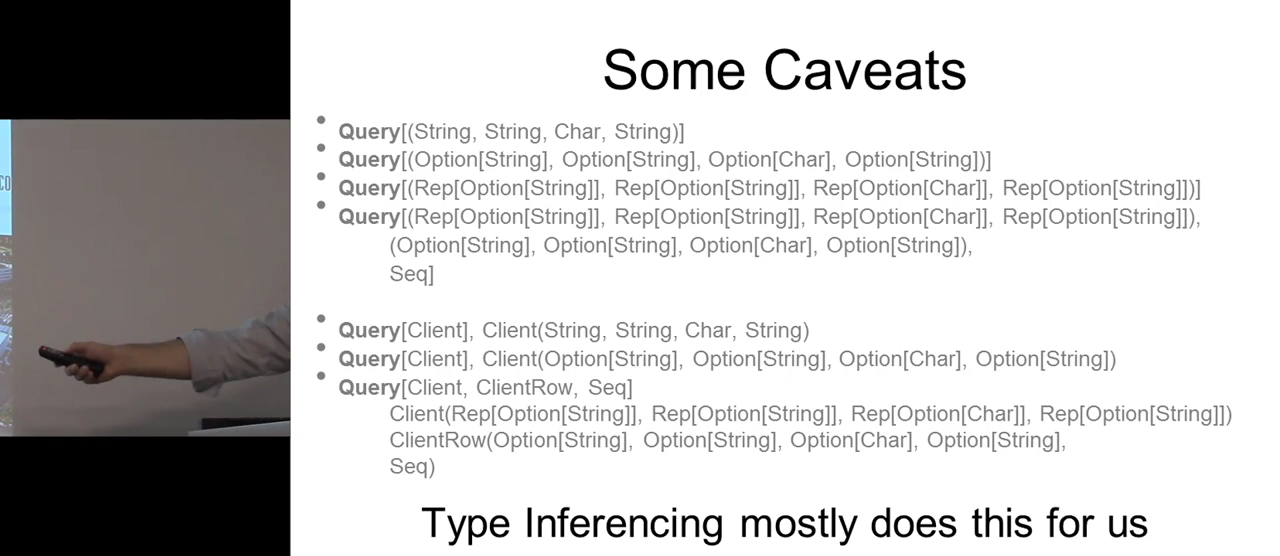 Some Caveats
• Query[(String, String, Char, String)]
• Query[(Option[String], Option[String], Option[Char], Option[String])]
• Query[(Rep[Option[String]], Rep[Option[String]], Rep[Option[Char]], Rep[Option[String]])]
• Query[(Rep[Option[String]], Rep[Option[String]], Rep[Option[Char]], Rep[Option[String]]),
(Option[String], Option[String], Option[Char], Option[String]),
Seq]
• Query[Client], Client(String, String, Char, String)
• Query[Client], Client(Option[String], Option[String], Option[Char], Option[String])
• Query[Client, ClientRow, Seq]
Client(Rep[Option[String]], Rep[Option[String]], Rep[Option[Char]], Rep[Option[String]])
ClientRow(Option[String], Option[String], Option[Char], Option[String],
Seq)
Type Inferencing mostly does this for us